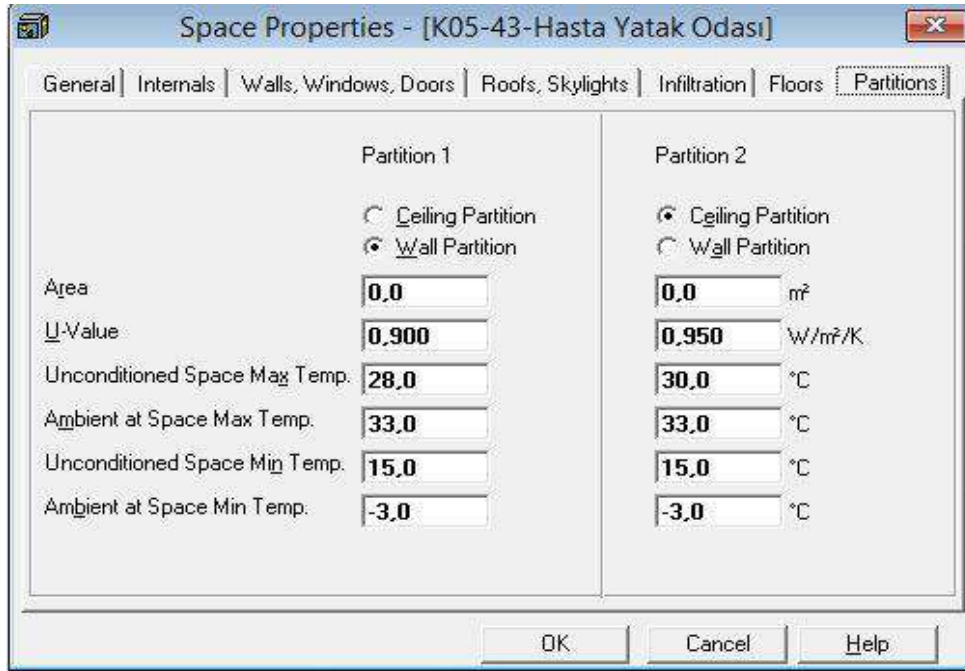 Space Properties - [K05-43-Hasta Yatak Odası]
General Internals Walls, Windows, Doors Roofs, Skylights Infiltration Floors Partitions
Partition 1 Partition 2
Ceiling Partition Ceiling Partition
Wall Partition Wall Partition
Area 0,0 0,0 m²
U-Value 0,900 0,950 W/m²/K
Unconditioned Space Max Temp. 28,0 30,0 °C
Ambient at Space Max Temp. 33,0 33,0 °C
Unconditioned Space Min Temp. 15,0 15,0 °C
Ambient at Space Min Temp. -3,0 -3,0 °C
OK Cancel Help